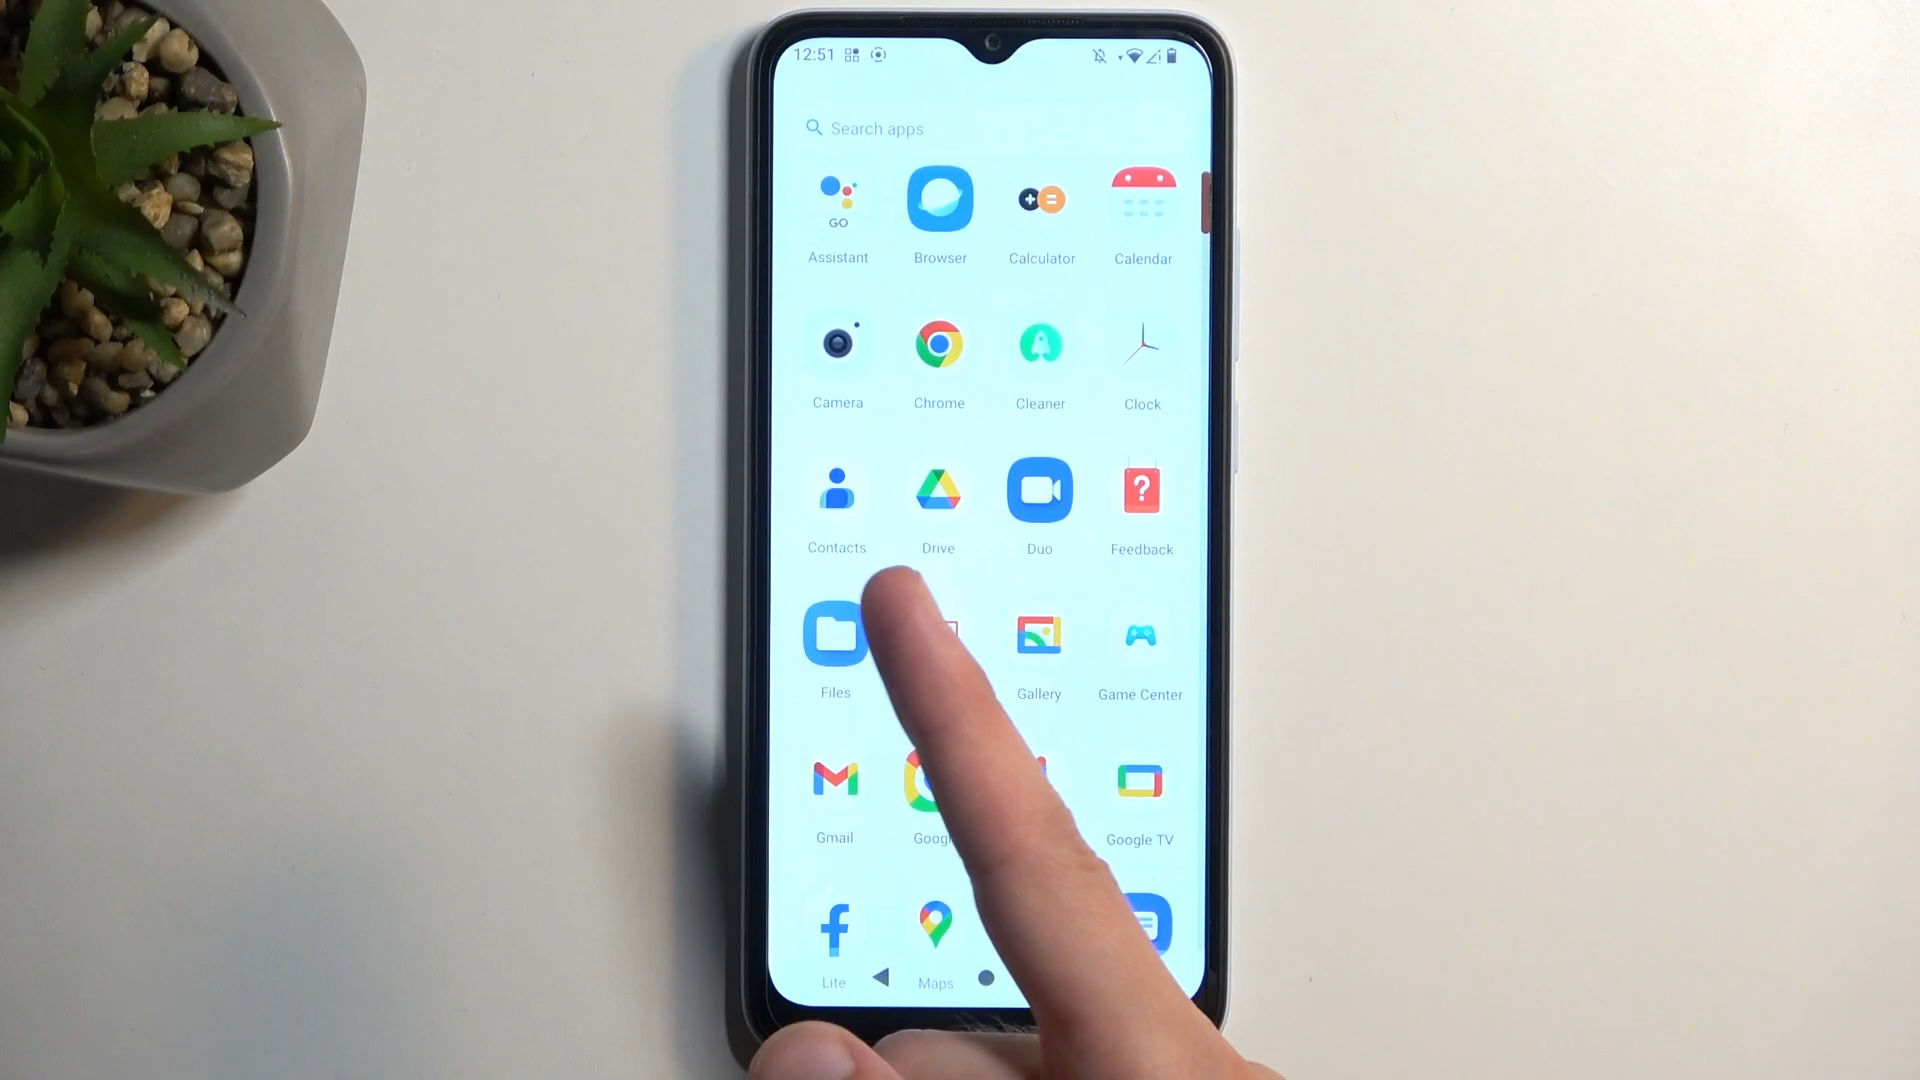 12:51
Search apps
GO
Assistant Browser Calculator Calendar
Camera Chrome Cleaner Clock
Contacts Drive Duo Feedback
Files Gallery Game Center
Gmail Google TV
Lite Maps